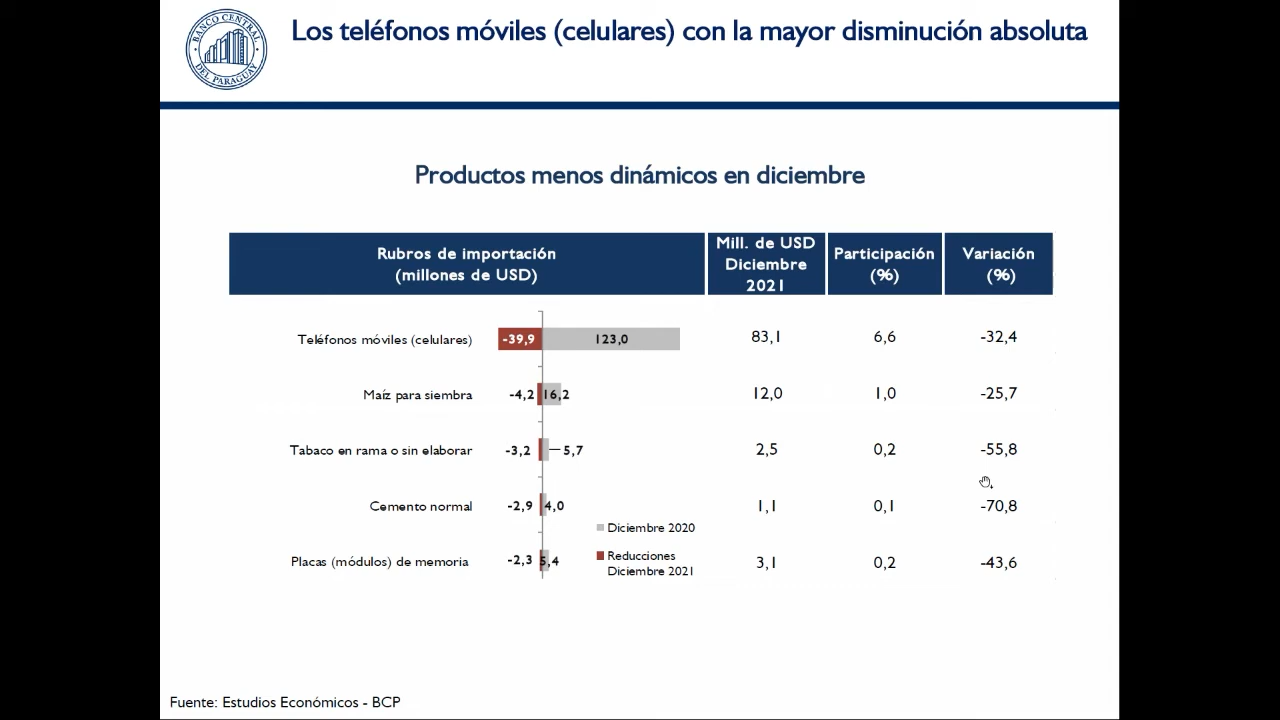 BANCO CENTRAL
DEL PARAGUAY
Los teléfonos móviles (celulares) con la mayor disminución absoluta
Productos menos dinámicos en diciembre
Rubros de importación
(millones de USD)
Mill. de USD
Diciembre
2021
Participación
(%)
Variación
(%)
Teléfonos móviles (celulares) -39,9 123,0 83,1 6,6 -32,4
Maíz para siembra -4,2 16,2 12,0 1,0 -25,7
Tabaco en rama o sin elaborar -3,2 5,7 2,5 0,2 -55,8
Cemento normal -2,9 4,0 1,1 0,1 -70,8
Diciembre 2020
Placas (módulos) de memoria -2,3 5,4 3,1 0,2 -43,6
Reducciones
Diciembre 2021
Fuente: Estudios Económicos - BCP